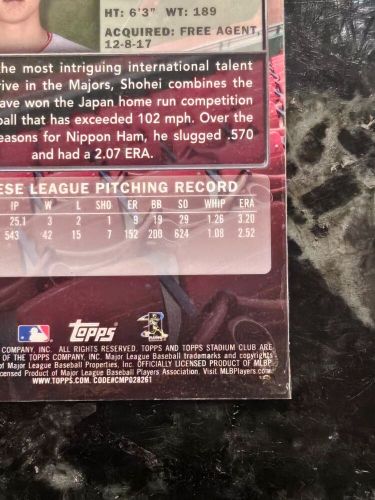 HT: 6'3" WT: 189
ACQUIRED: FREE AGENT,
12-8-17
the most intriguing international talent
rive in the Majors, Shohei combines the
ave won the Japan home run competition
ball that has exceeded 102 mph. Over the
easons for Nippon Ham, he slugged .570
and had a 2.07 ERA.
ESE LEAGUE PITCHING RECORD
IP W L SHO ER BB SO WHIP ERA
25.1 3 2 1 9 19 29 1.26 3.20
543 42 15 7 152 200 624 1.08 2.52
topps
COMPANY, INC. ALL RIGHTS RESERVED. TOPPS AND TOPPS STADIUM CLUB ARE
OF THE TOPPS COMPANY, INC. Major League Baseball trademarks and copyrights
of Major League Baseball Properties, Inc. OFFICIALLY LICENSED PRODUCT OF MLBP
icensed Product of Major League Baseball Players Association. Visit MLBPlayers.com.
WWW.TOPPS.COM. CODE#CMP028261